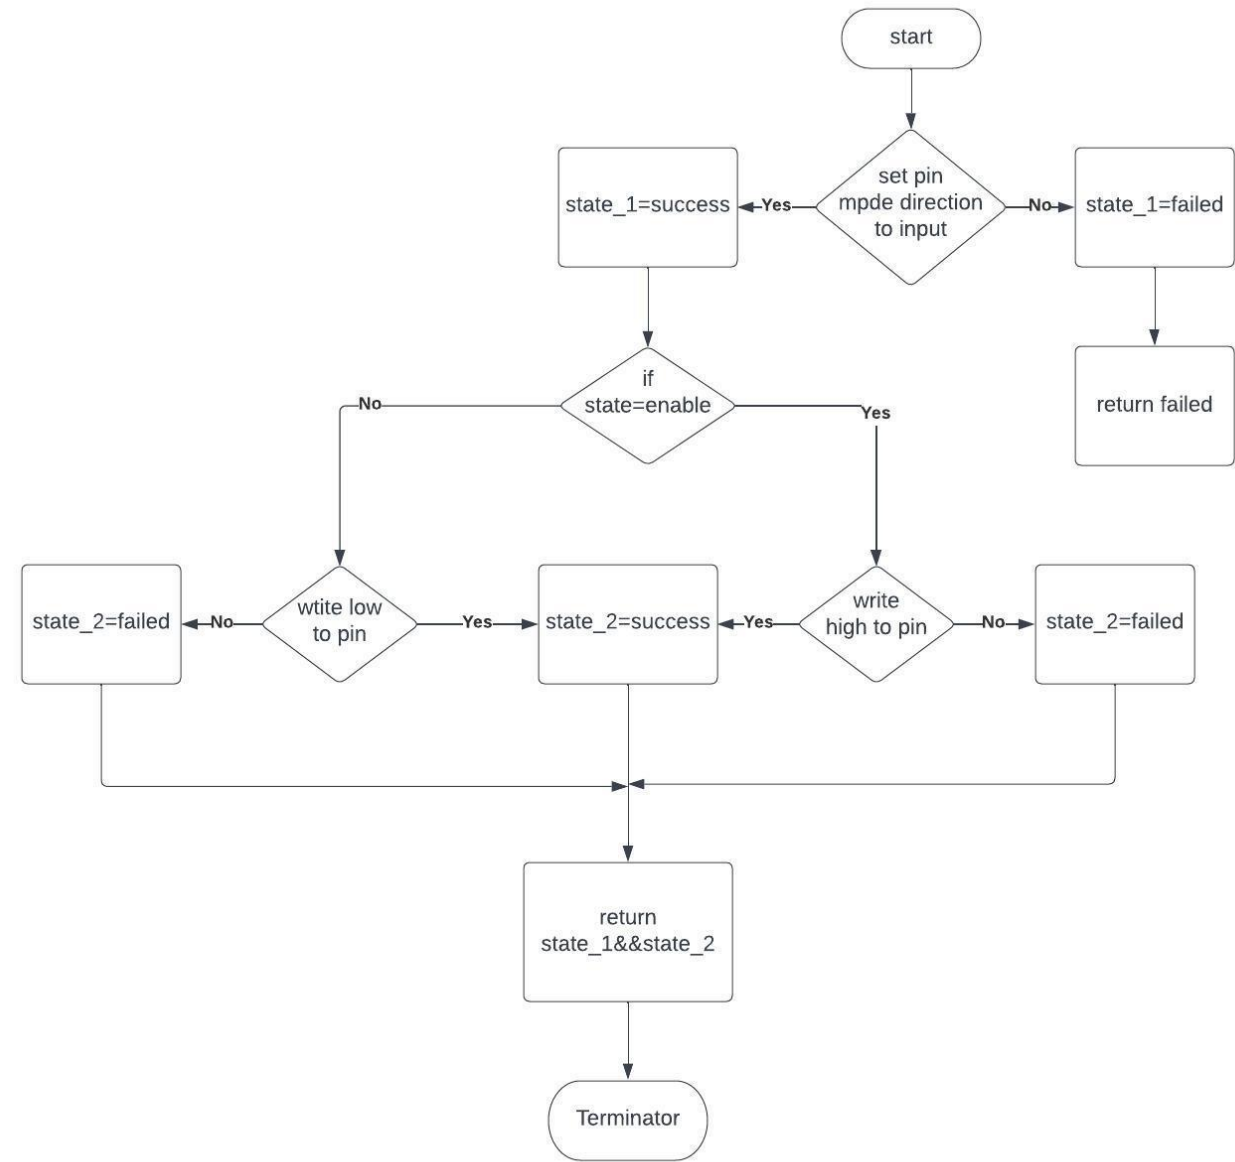 start
set pin
mpde direction
to input
Yes
No
state_1=success
state_1=failed
if
state=enable
return failed
No
Yes
state_2=failed
No
wtite low
to pin
Yes
state_2=success
Yes
write
high to pin
No
state_2=failed
return
state_1&&state_2
Terminator